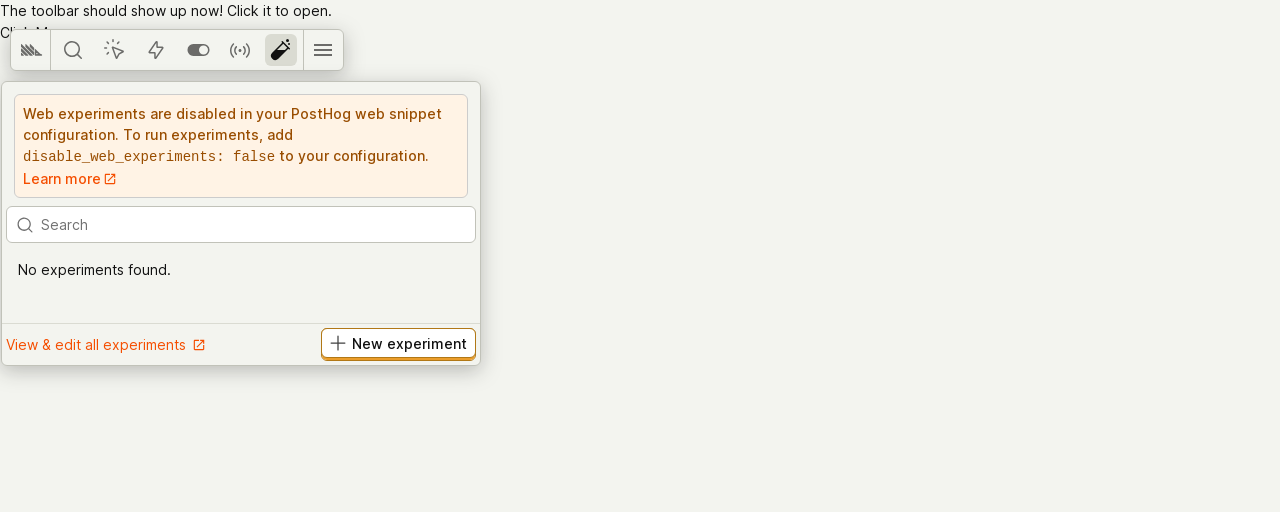 The toolbar should show up now! Click it to open.
Web experiments are disabled in your PostHog web snippet
configuration. To run experiments, add
disable_web_experiments: false to your configuration.
Learn more
Search
No experiments found.
View & edit all experiments
New experiment